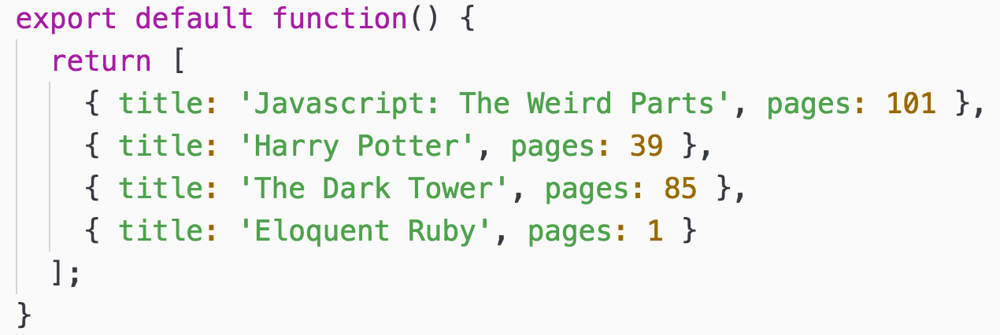 export default function() {
return [
{ title: 'Javascript: The Weird Parts', pages: 101 },
{ title: 'Harry Potter', pages: 39 },
{ title: 'The Dark Tower', pages: 85 },
{ title: 'Eloquent Ruby', pages: 1 }
];
}